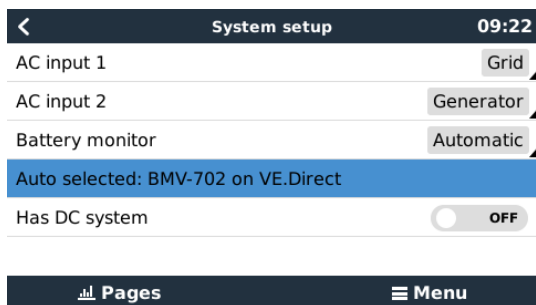 System setup 09:22
AC input 1 Grid
AC input 2 Generator
Battery monitor Automatic
Auto selected: BMV-702 on VE.Direct
Has DC system OFF
Pages Menu